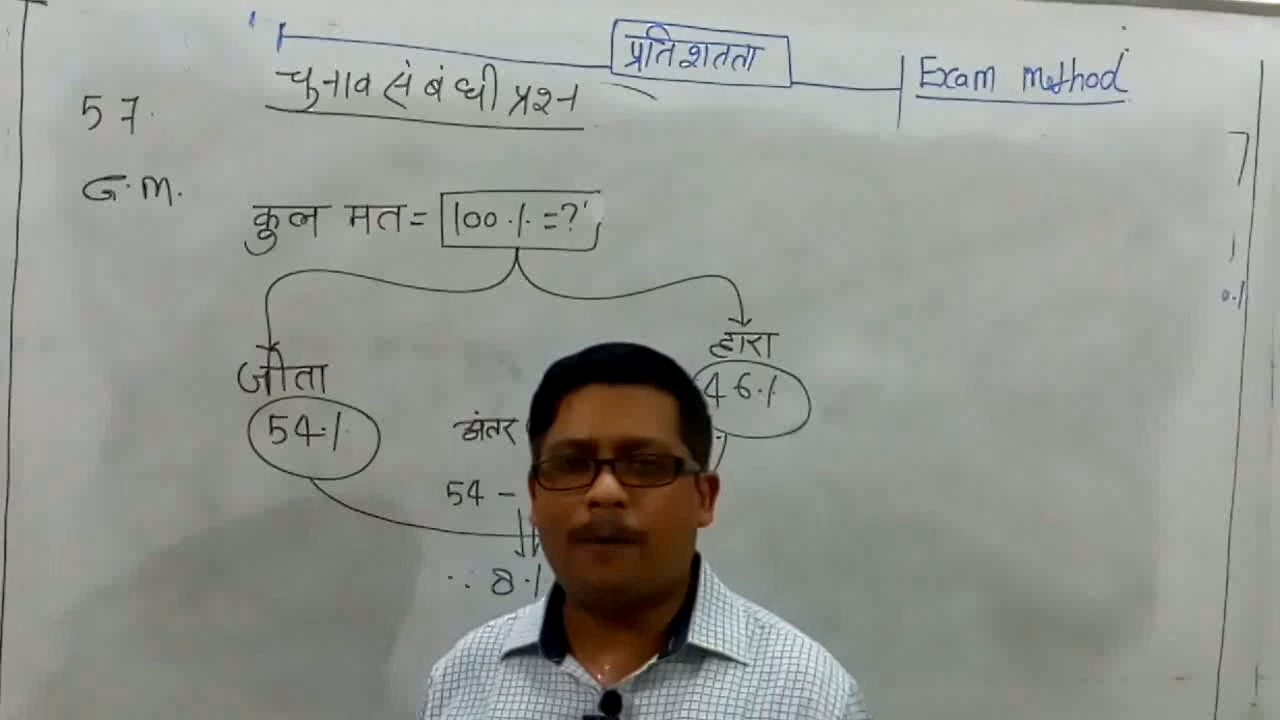 प्रतिशतता
चुनाव संबंधी प्रश्न
Exam method
57.
G.M.
कुल मत = 100% = ?
जीता
हारा
54%
46%
अंतर
54 -
∴ 8%